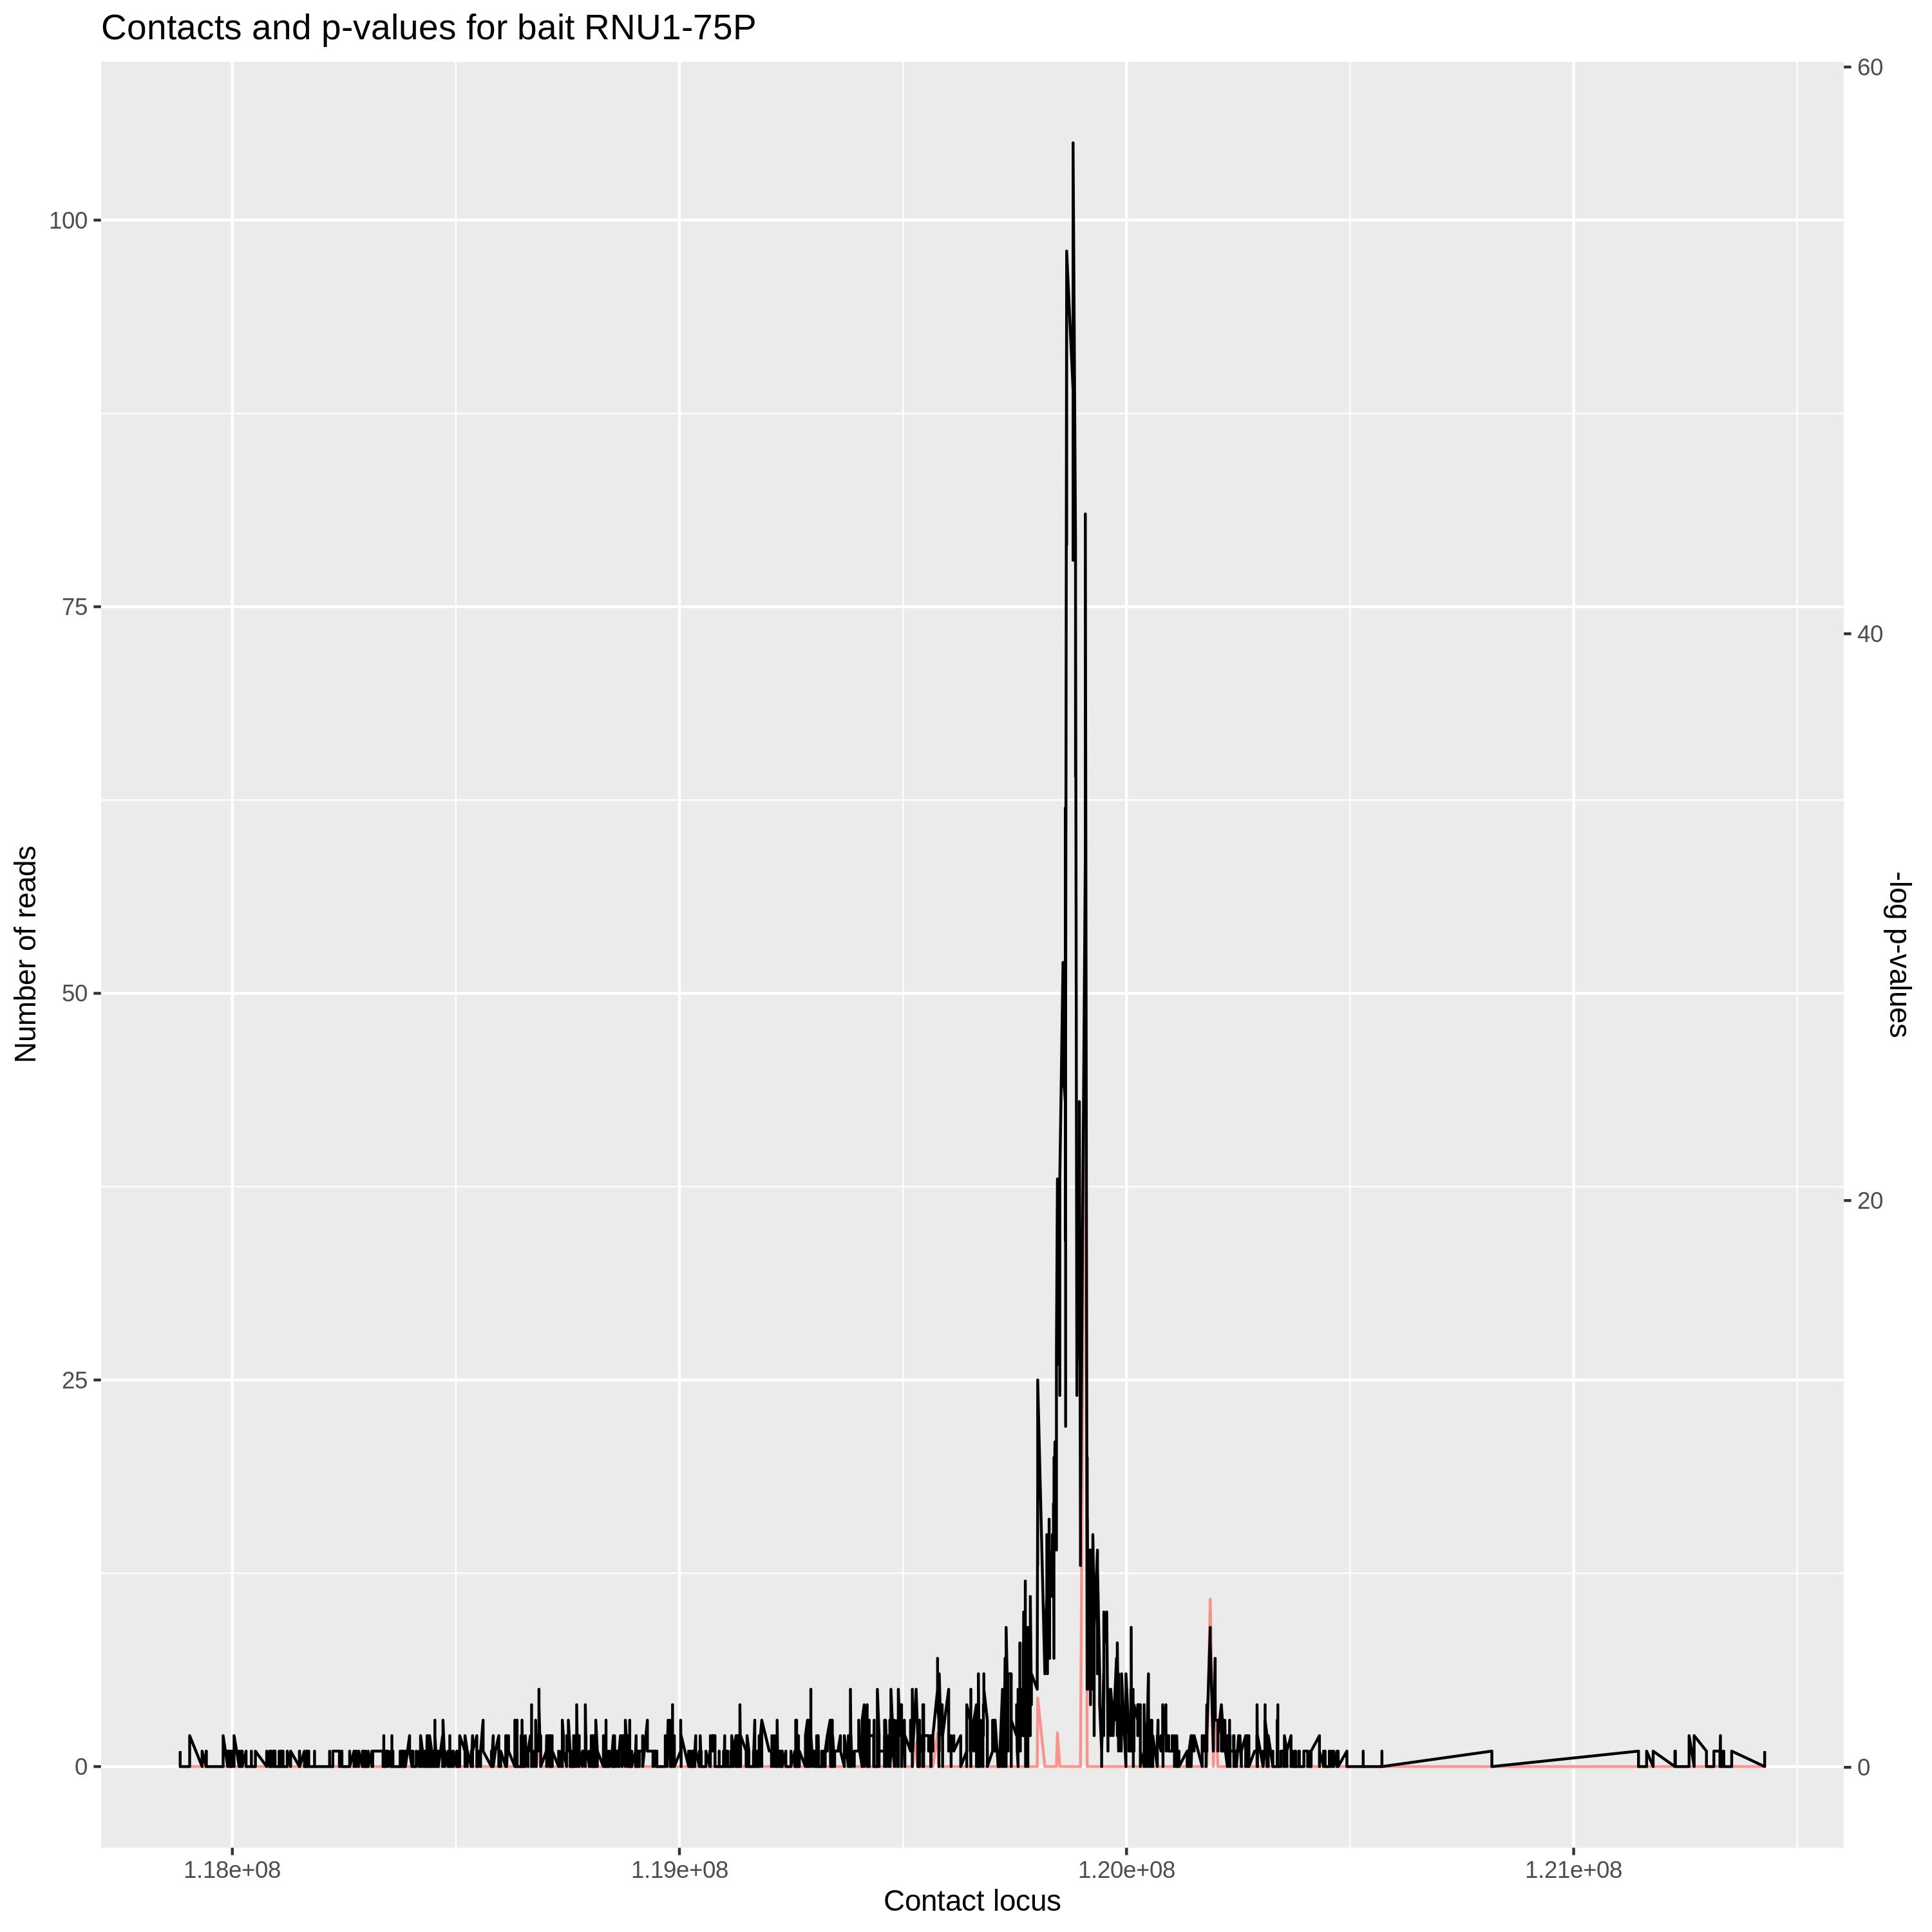 Contacts and p-values for bait RNU1-75P
60
100
75
40
Number of reads
-log p-values
50
20
25
0
0
1.18e+08
1.19e+08
1.20e+08
1.21e+08
Contact locus